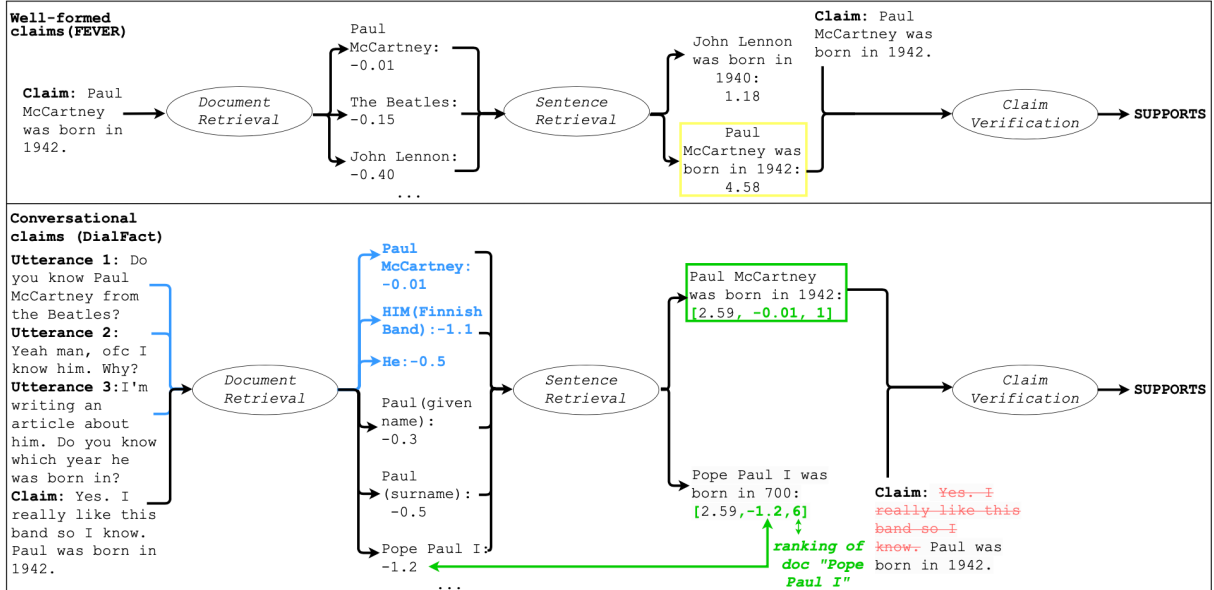 Well-formed
claims(FEVER)
Claim: Paul
McCartney
was born in
1942.
Document
Retrieval
Paul
McCartney:
-0.01
The Beatles:
-0.15
John Lennon:
-0.40
...
Sentence
Retrieval
John Lennon
was born in
1940:
1.18
Paul
McCartney was
born in 1942:
4.58
Claim: Paul
McCartney was
born in 1942.
Claim
Verification
SUPPORTS
Conversational
claims (DialFact)
Utterance 1: Do
you know Paul
McCartney from
the Beatles?
Utterance 2:
Yeah man, ofc I
know him. Why?
Utterance 3:I'm
writing an
article about
him. Do you know
which year he
was born in?
Claim: Yes. I
really like this
band so I know.
Paul was born in
1942.
Document
Retrieval
Paul
McCartney:
-0.01
HIM(Finnish
Band):-1.1
He:-0.5
Paul(given
name):
-0.3
Paul
(surname):
-0.5
Pope Paul I:
-1.2
...
Sentence
Retrieval
Paul McCartney
was born in 1942:
[2.59, -0.01, 1]
Pope Paul I was
born in 700:
[2.59,-1.2,6]
ranking of
doc "Pope
Paul I"
Claim: Yes. I
really like this
band so I
know. Paul was
born in 1942.
Claim
Verification
SUPPORTS